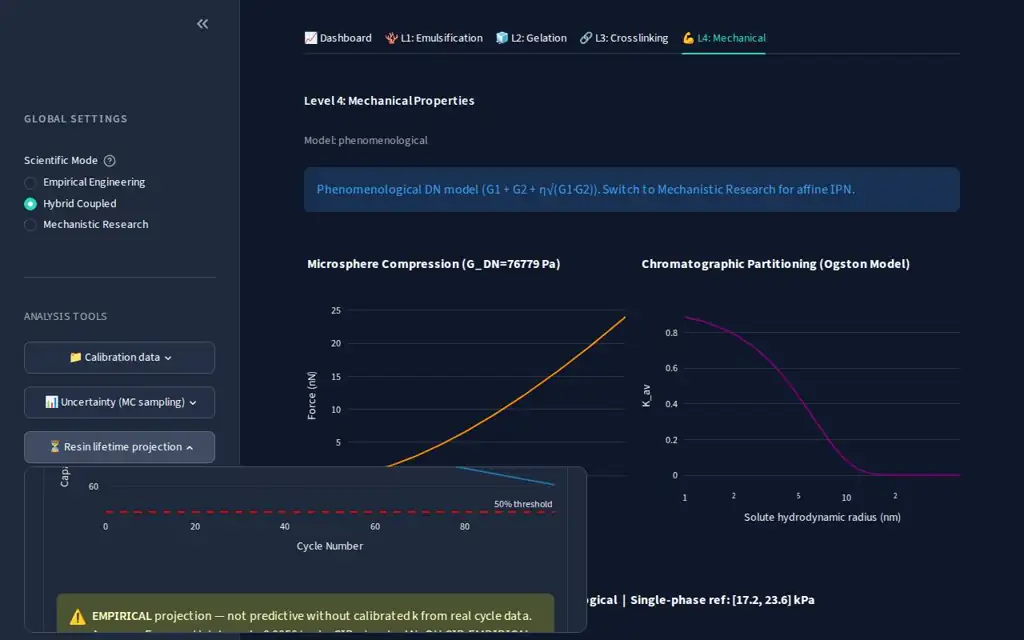 GLOBAL SETTINGS
Scientific Mode ?
Empirical Engineering
Hybrid Coupled
Mechanistic Research
ANALYSIS TOOLS
📁 Calibration data
📊 Uncertainty (MC sampling)
⏳ Resin lifetime projection
📈 Dashboard 🪸 L1: Emulsification 🧊 L2: Gelation 🔗 L3: Crosslinking 💪 L4: Mechanical
Level 4: Mechanical Properties
Model: phenomenological
Phenomenological DN model (G1 + G2 + η√(G1·G2)). Switch to Mechanistic Research for affine IPN.
Microsphere Compression (G_DN=76779 Pa)
25
20
15
10
5
Force (nN)
Chromatographic Partitioning (Ogston Model)
0.8
0.6
0.4
0.2
0
K_av
1 2 5 10 2
Solute hydrodynamic radius (nm)
60
50% threshold
0 20 40 60 80
Cycle Number
⚠️ EMPIRICAL projection — not predictive without calibrated k from real cycle data.
| Single-phase ref: [17.2, 23.6] kPa